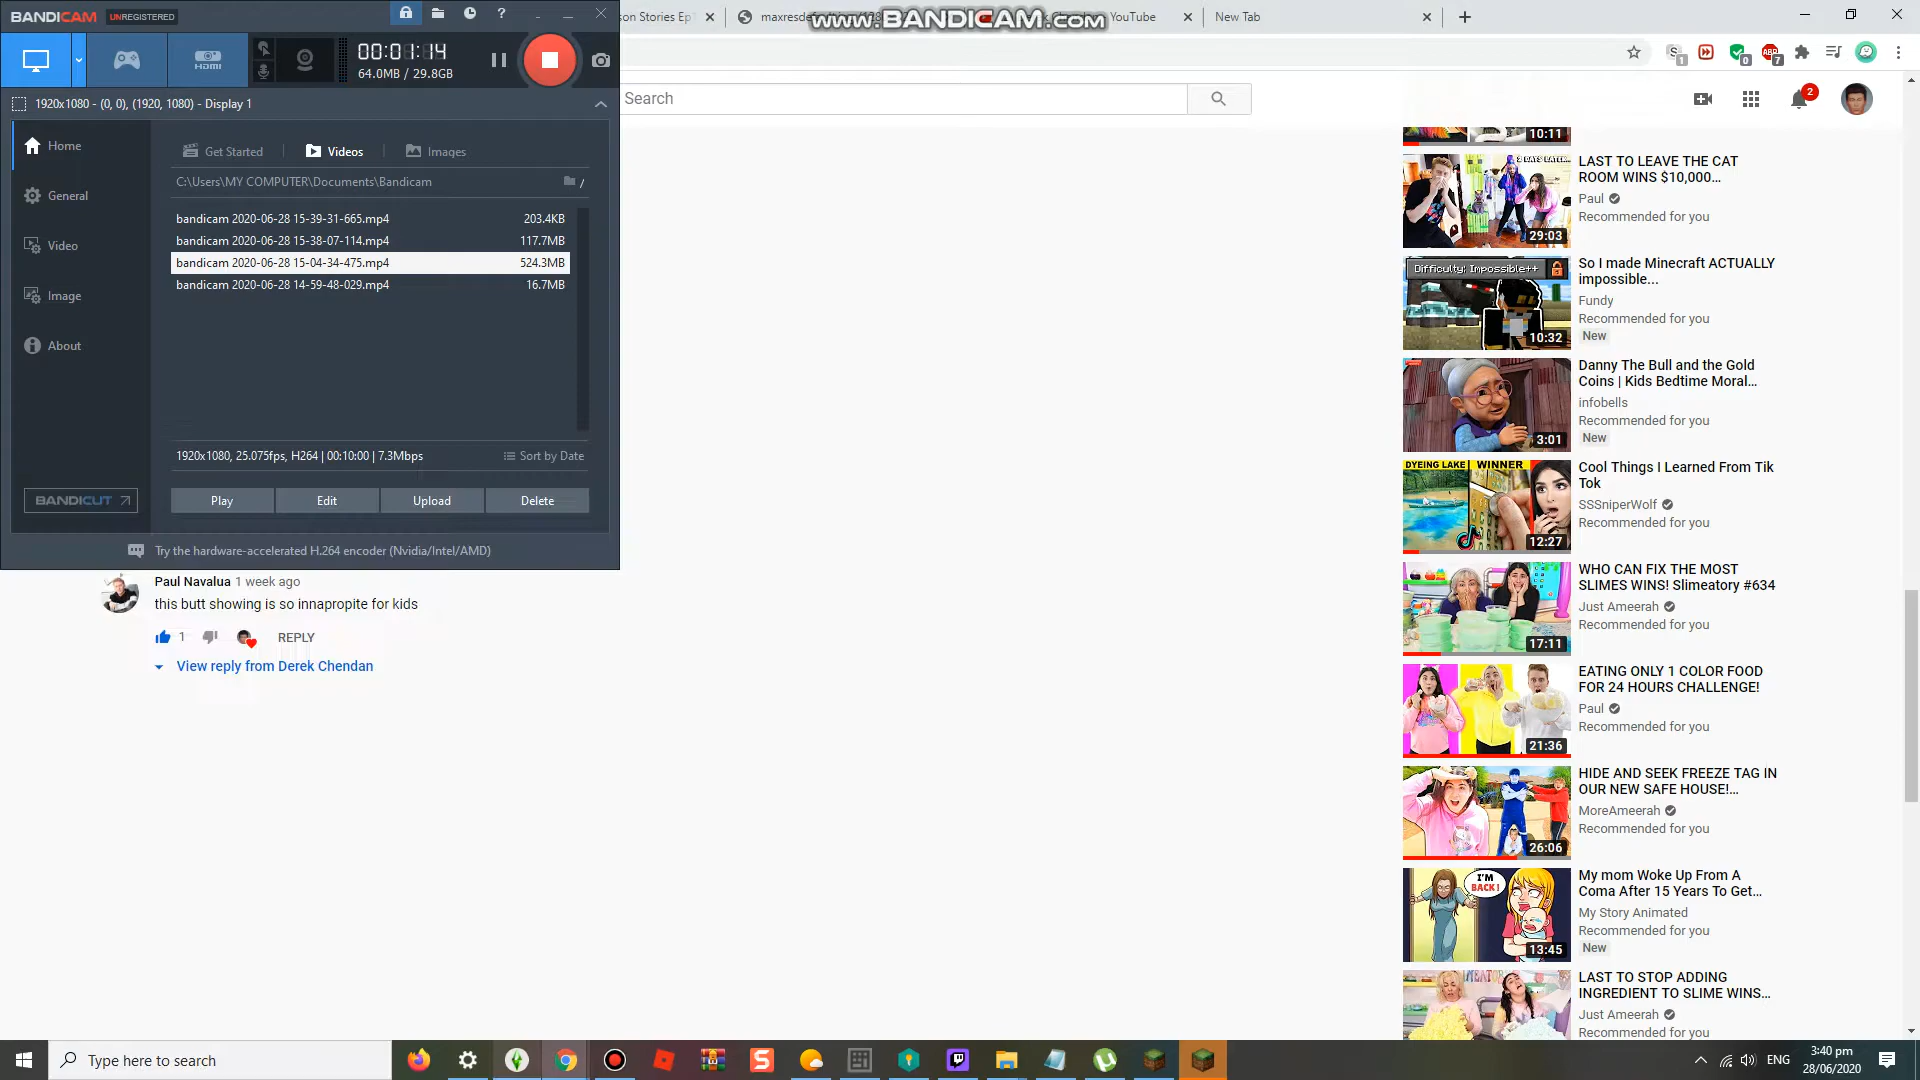 BANDICAM UNREGISTERED
00:01:14
64.0MB / 29.8GB
HDMI
1920x1080 - (0, 0), (1920, 1080) - Display 1
Home
General
Video
Image
About
BANDICUT
Get Started
Videos
Images
C:\Users\MY COMPUTER\Documents\Bandicam
bandicam 2020-06-28 15-39-31-665.mp4 203.4KB
bandicam 2020-06-28 15-38-07-114.mp4 117.7MB
bandicam 2020-06-28 15-04-34-475.mp4 524.3MB
bandicam 2020-06-28 14-59-48-029.mp4 16.7MB
1920x1080, 25.075fps, H264 | 00:10:00 | 7.3Mbps
Sort by Date
Play
Edit
Upload
Delete
Try the hardware-accelerated H.264 encoder (Nvidia/Intel/AMD)
son Stories Ep
www.BANDICAM.com
YouTube
New Tab
Search
2
Paul Navalua 1 week ago
this butt showing is so innapropite for kids
1
REPLY
View reply from Derek Chendan
10:11
LAST TO LEAVE THE CAT
ROOM WINS $10,000...
Paul
Recommended for you
29:03
Difficulty: Impossible++
So I made Minecraft ACTUALLY
impossible...
Fundy
Recommended for you
New
10:32
Danny The Bull and the Gold
Coins | Kids Bedtime Moral...
infobells
Recommended for you
New
3:01
DYEING LAKE WINNER
Cool Things I Learned From Tik
Tok
SSSniperWolf
Recommended for you
12:27
WHO CAN FIX THE MOST
SLIMES WINS! Slimeatory #634
Just Ameerah
Recommended for you
17:11
EATING ONLY 1 COLOR FOOD
FOR 24 HOURS CHALLENGE!
Paul
Recommended for you
21:36
HIDE AND SEEK FREEZE TAG IN
OUR NEW SAFE HOUSE!...
MoreAmeerah
Recommended for you
26:06
I'M
BACK!
My mom Woke Up From A
Coma After 15 Years To Get...
My Story Animated
Recommended for you
New
13:45
LAST TO STOP ADDING
INGREDIENT TO SLIME WINS...
Just Ameerah
Recommended for you
Type here to search
ENG
3:40 pm
28/06/2020